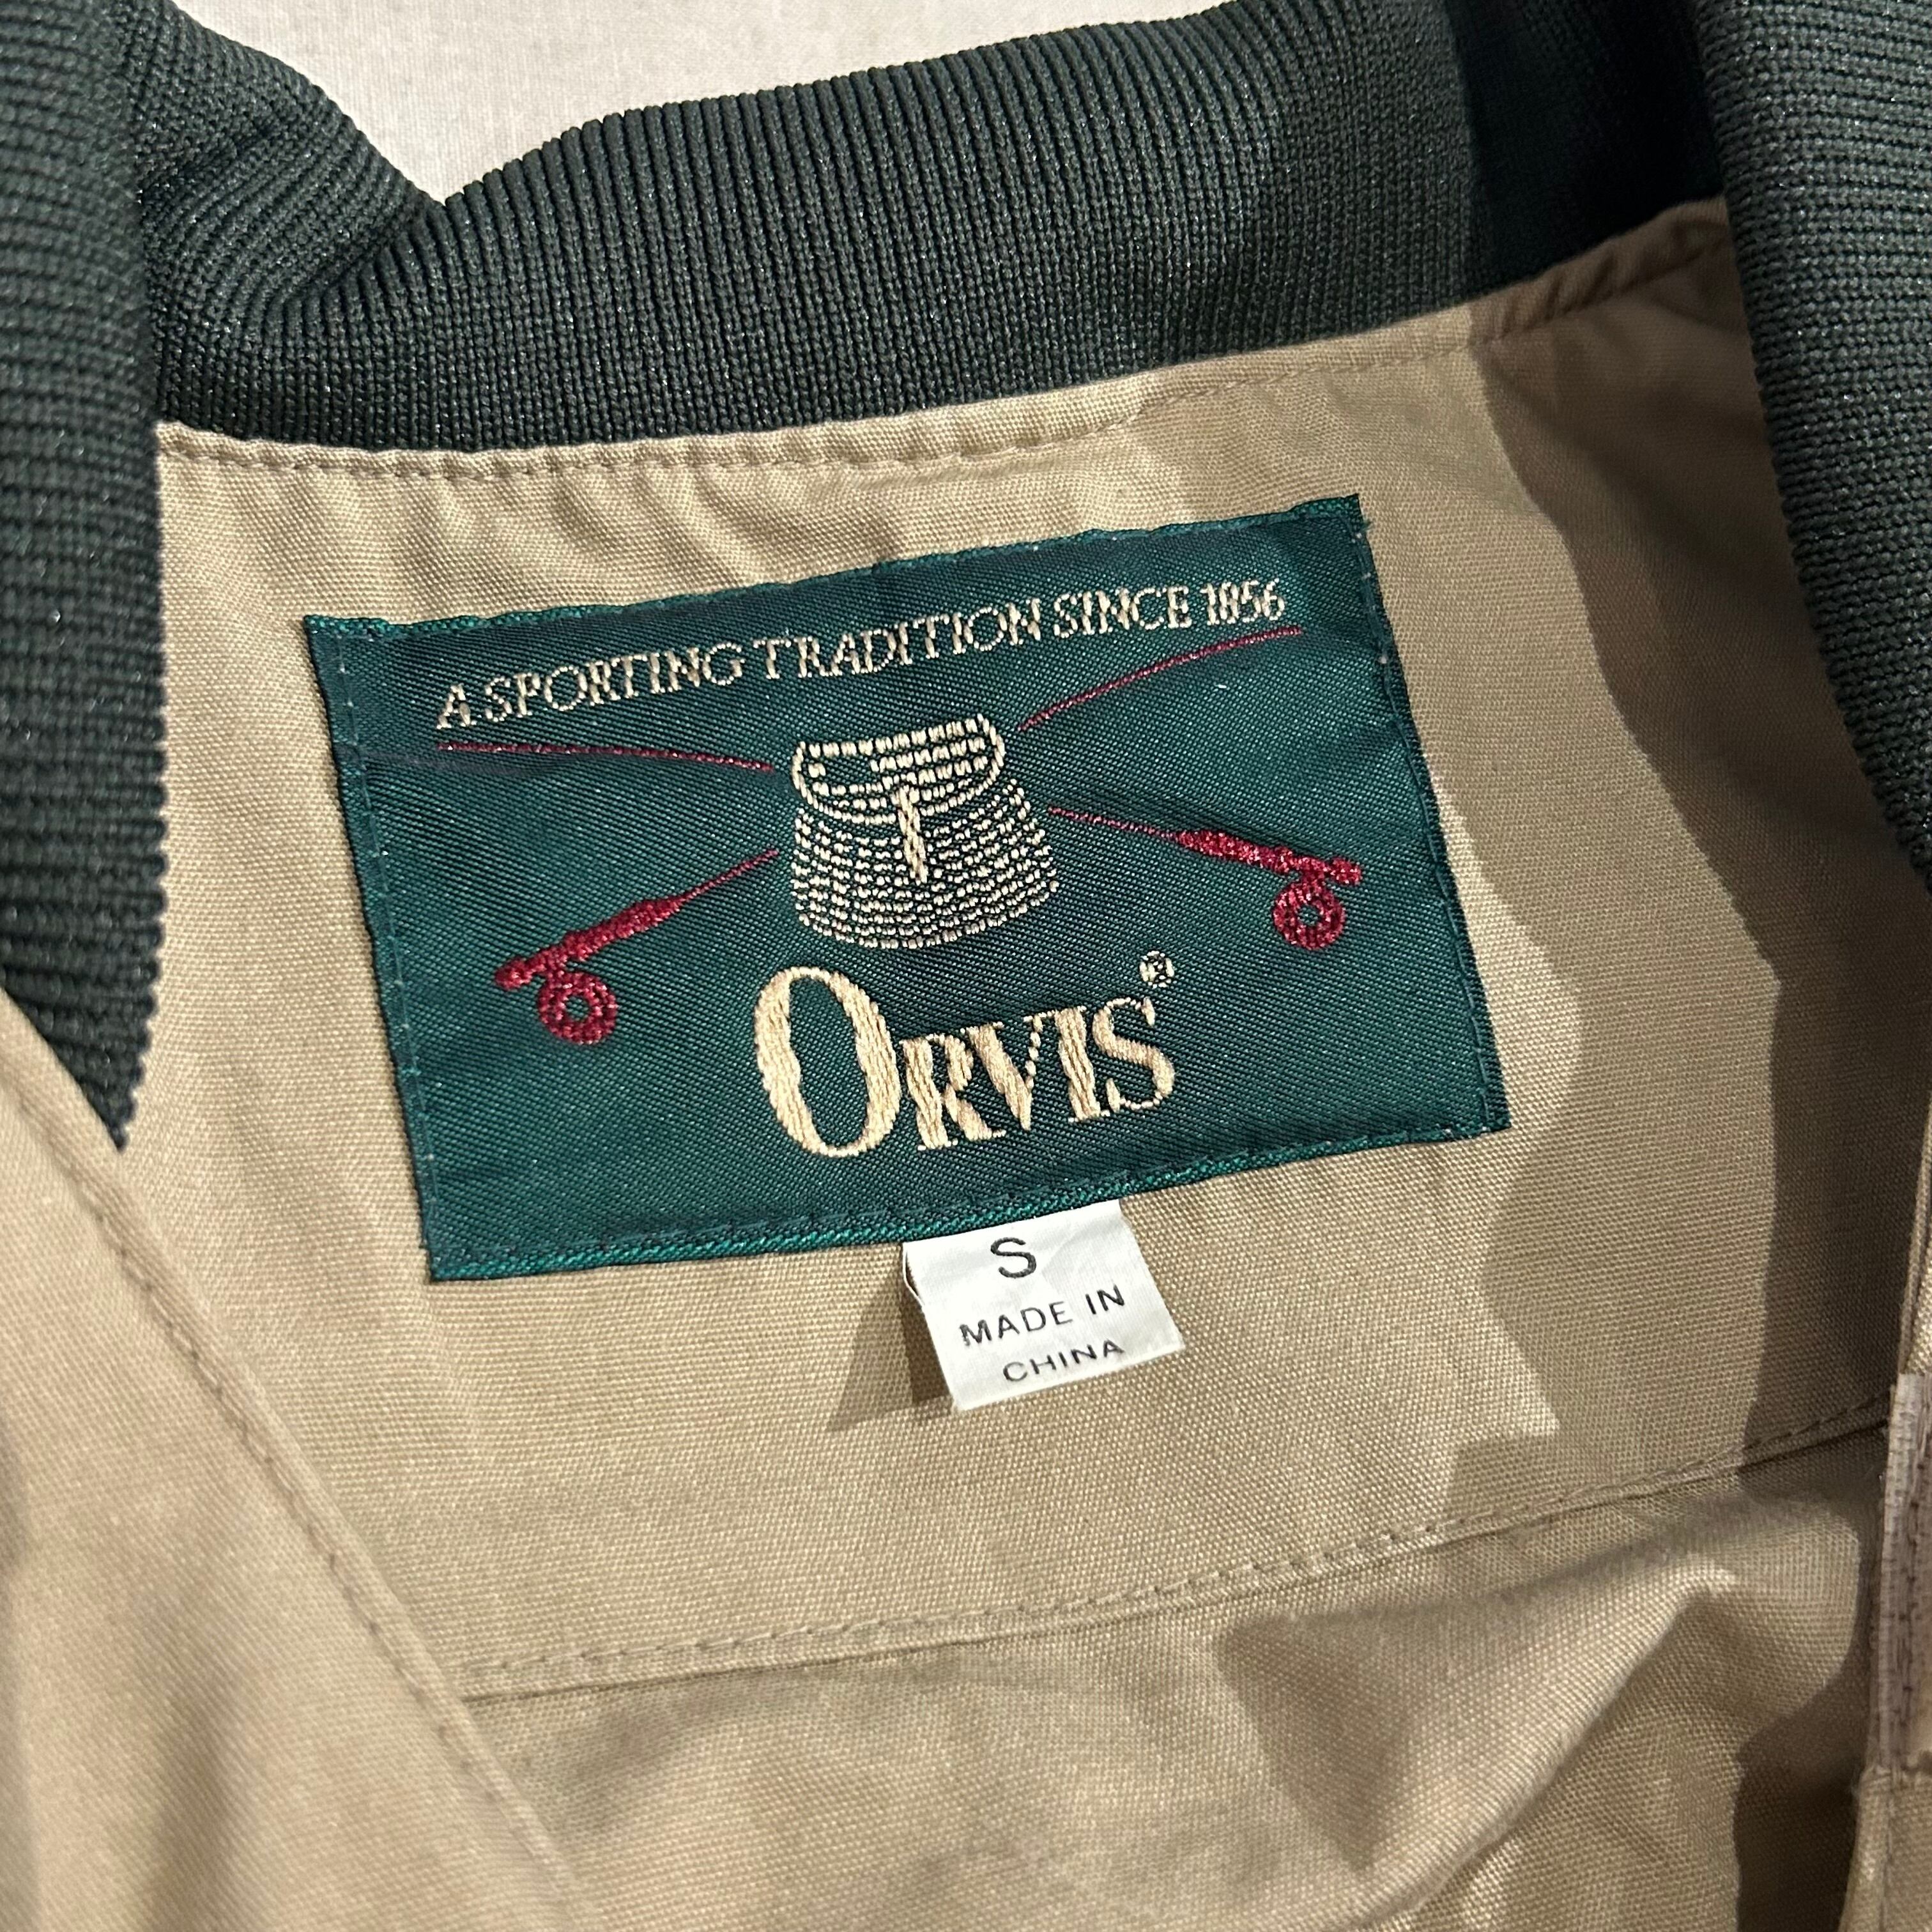 A SPORTING TRADITION SINCE 1856
ORVIS®
S
MADE IN
CHINA